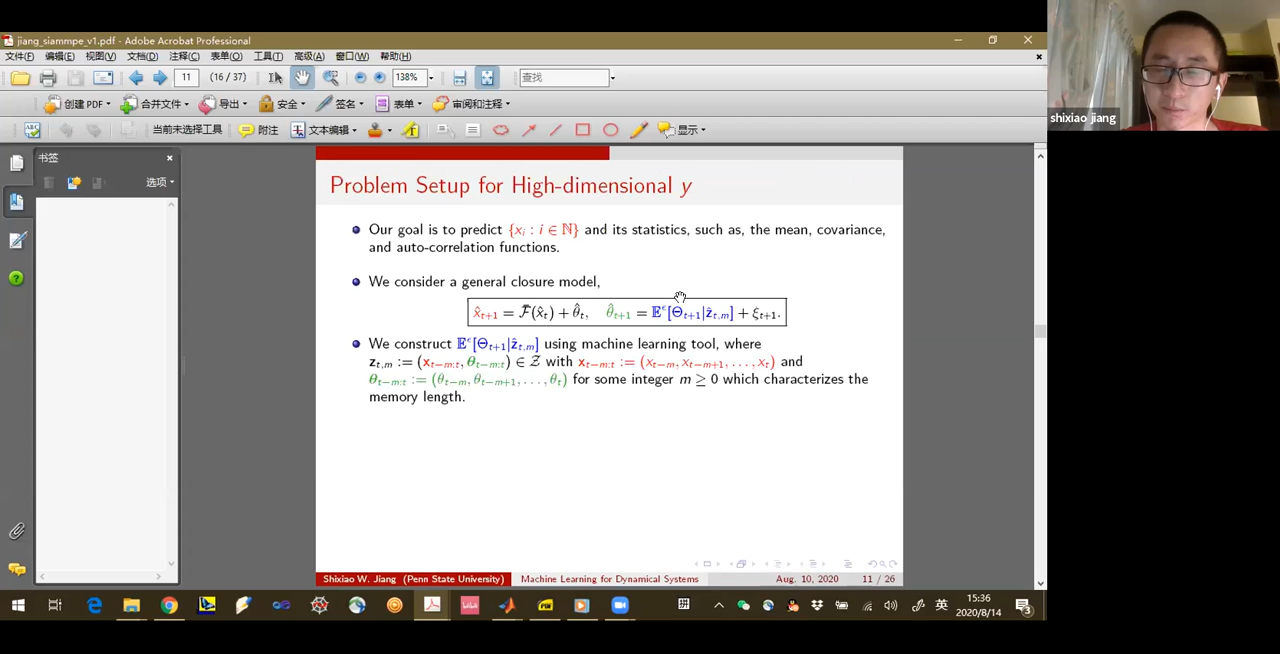 jiang_siammpe_v1.pdf - Adobe Acrobat Professional
文件(F) 编辑(E) 视图(V) 文档(D) 注释(C) 表单(O) 工具(T) 高级(A) 窗口(W) 帮助(H)
11 (16 / 37) 138% 查找
创建 PDF 合并文件 导出 安全 签名 表单 审阅和注释
当前未选择工具 附注 文本编辑 显示
书签
选项
shixiao jiang
Problem Setup for High-dimensional y
Our goal is to predict {x_i : i ∈ ℕ} and its statistics, such as, the mean, covariance,
and auto-correlation functions.
We consider a general closure model,
x̂_{t+1} = ℱ̄(x̂_t) + θ̂_t, θ̂_{t+1} = 𝔼^ϵ[Θ_{t+1}|ẑ_{t,m}] + ξ_{t+1}.
We construct 𝔼^ϵ[Θ_{t+1}|ẑ_{t,m}] using machine learning tool, where
z_{t,m} := (x_{t−m:t}, θ_{t−m:t}) ∈ 𝒵 with x_{t−m:t} := (x_{t−m}, x_{t−m+1}, . . . , x_t) and
θ_{t−m:t} := (θ_{t−m}, θ_{t−m+1}, . . . , θ_t) for some integer m ≥ 0 which characterizes the
memory length.
Shixiao W. Jiang (Penn State University) Machine Learning for Dynamical Systems Aug. 10, 2020 11 / 26
英
15:36
2020/8/14
3